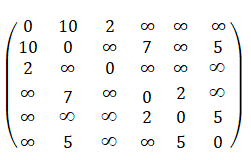 0 10 2 ∞ ∞ ∞
10 0 ∞ 7 ∞ 5
2 ∞ 0 ∞ ∞ ∞
∞ 7 ∞ 0 2 ∞
∞ ∞ ∞ 2 0 5
∞ 5 ∞ ∞ 5 0